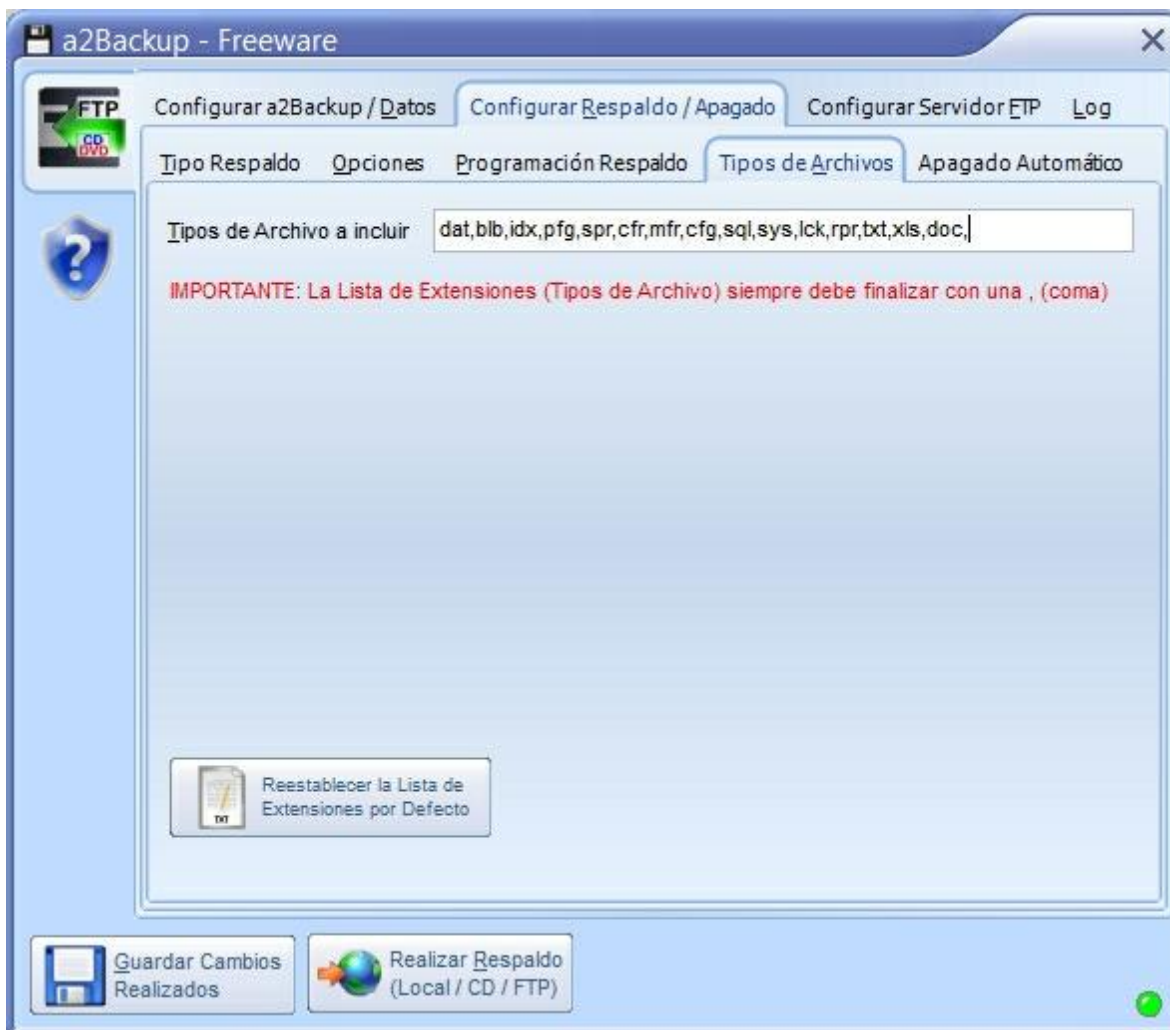 a2Backup - Freeware
FTP
CD
DVD
Configurar a2Backup / Datos Configurar Respaldo / Apagado Configurar Servidor FTP Log
Tipo Respaldo Opciones Programación Respaldo Tipos de Archivos Apagado Automático
Tipos de Archivo a incluir dat,blb,idx,pfg,spr,cfr,mfr,cfg,sql,sys,lck,rpr,txt,xls,doc,
IMPORTANTE: La Lista de Extensiones (Tipos de Archivo) siempre debe finalizar con una , (coma)
Reestablecer la Lista de
Extensiones por Defecto
TXT
Guardar Cambios
Realizados
Realizar Respaldo
(Local / CD / FTP)